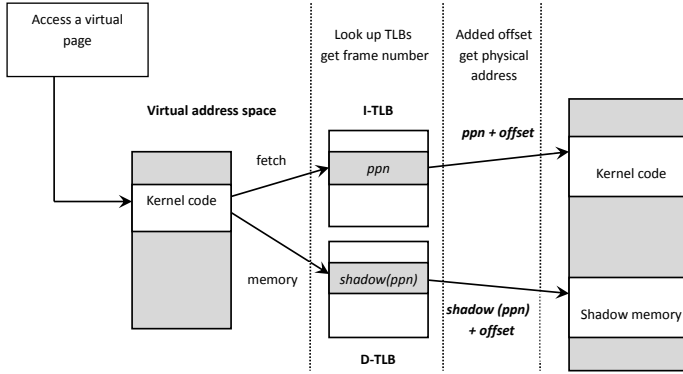 Access a virtual
page
Look up TLBs
get frame number
Added offset
get physical
address
Virtual address space
I-TLB
ppn + offset
fetch
ppn
Kernel code
Kernel code
memory
shadow(ppn)
shadow (ppn)
+ offset
Shadow memory
D-TLB